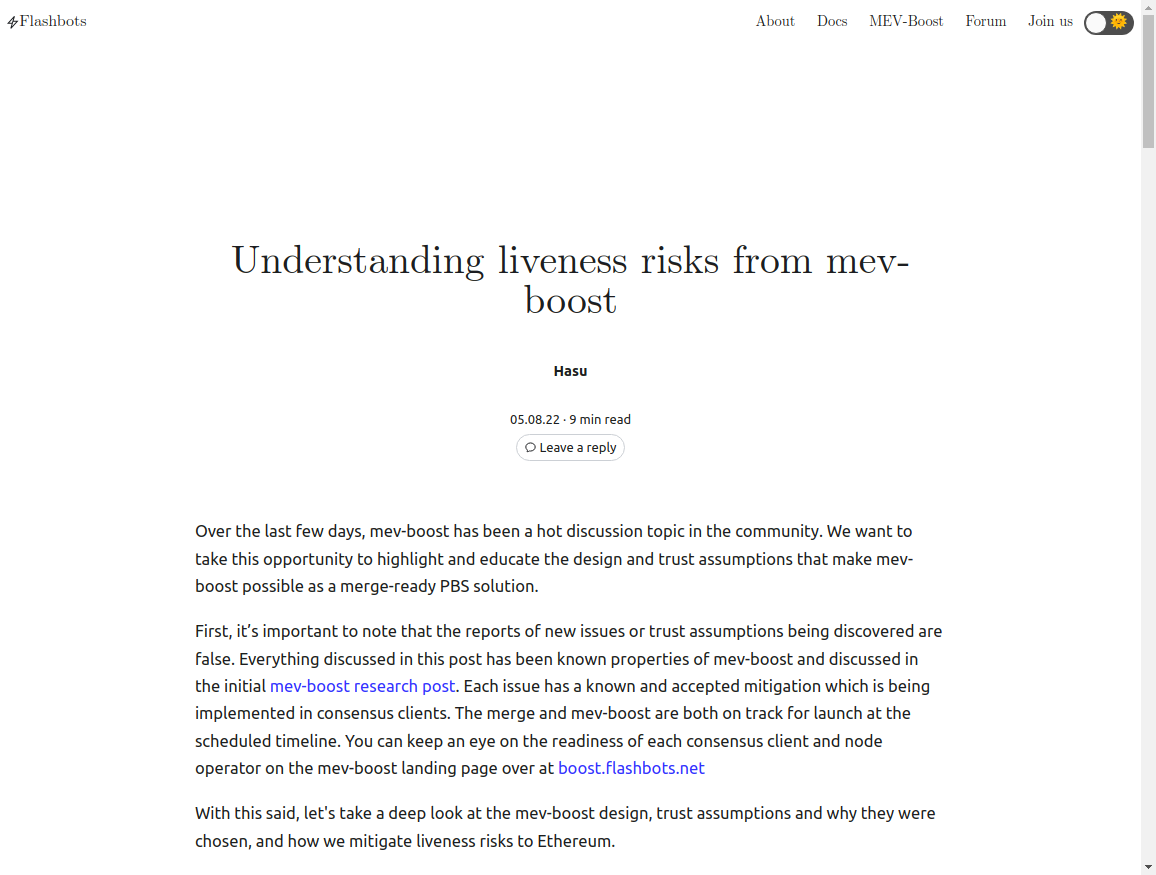 Flashbots
About Docs MEV-Boost Forum Join us
Understanding liveness risks from mev-
boost
Hasu
05.08.22 · 9 min read
Leave a reply
Over the last few days, mev-boost has been a hot discussion topic in the community. We want to
take this opportunity to highlight and educate the design and trust assumptions that make mev-
boost possible as a merge-ready PBS solution.
First, it’s important to note that the reports of new issues or trust assumptions being discovered are
false. Everything discussed in this post has been known properties of mev-boost and discussed in
the initial mev-boost research post. Each issue has a known and accepted mitigation which is being
implemented in consensus clients. The merge and mev-boost are both on track for launch at the
scheduled timeline. You can keep an eye on the readiness of each consensus client and node
operator on the mev-boost landing page over at boost.flashbots.net
With this said, let's take a deep look at the mev-boost design, trust assumptions and why they were
chosen, and how we mitigate liveness risks to Ethereum.